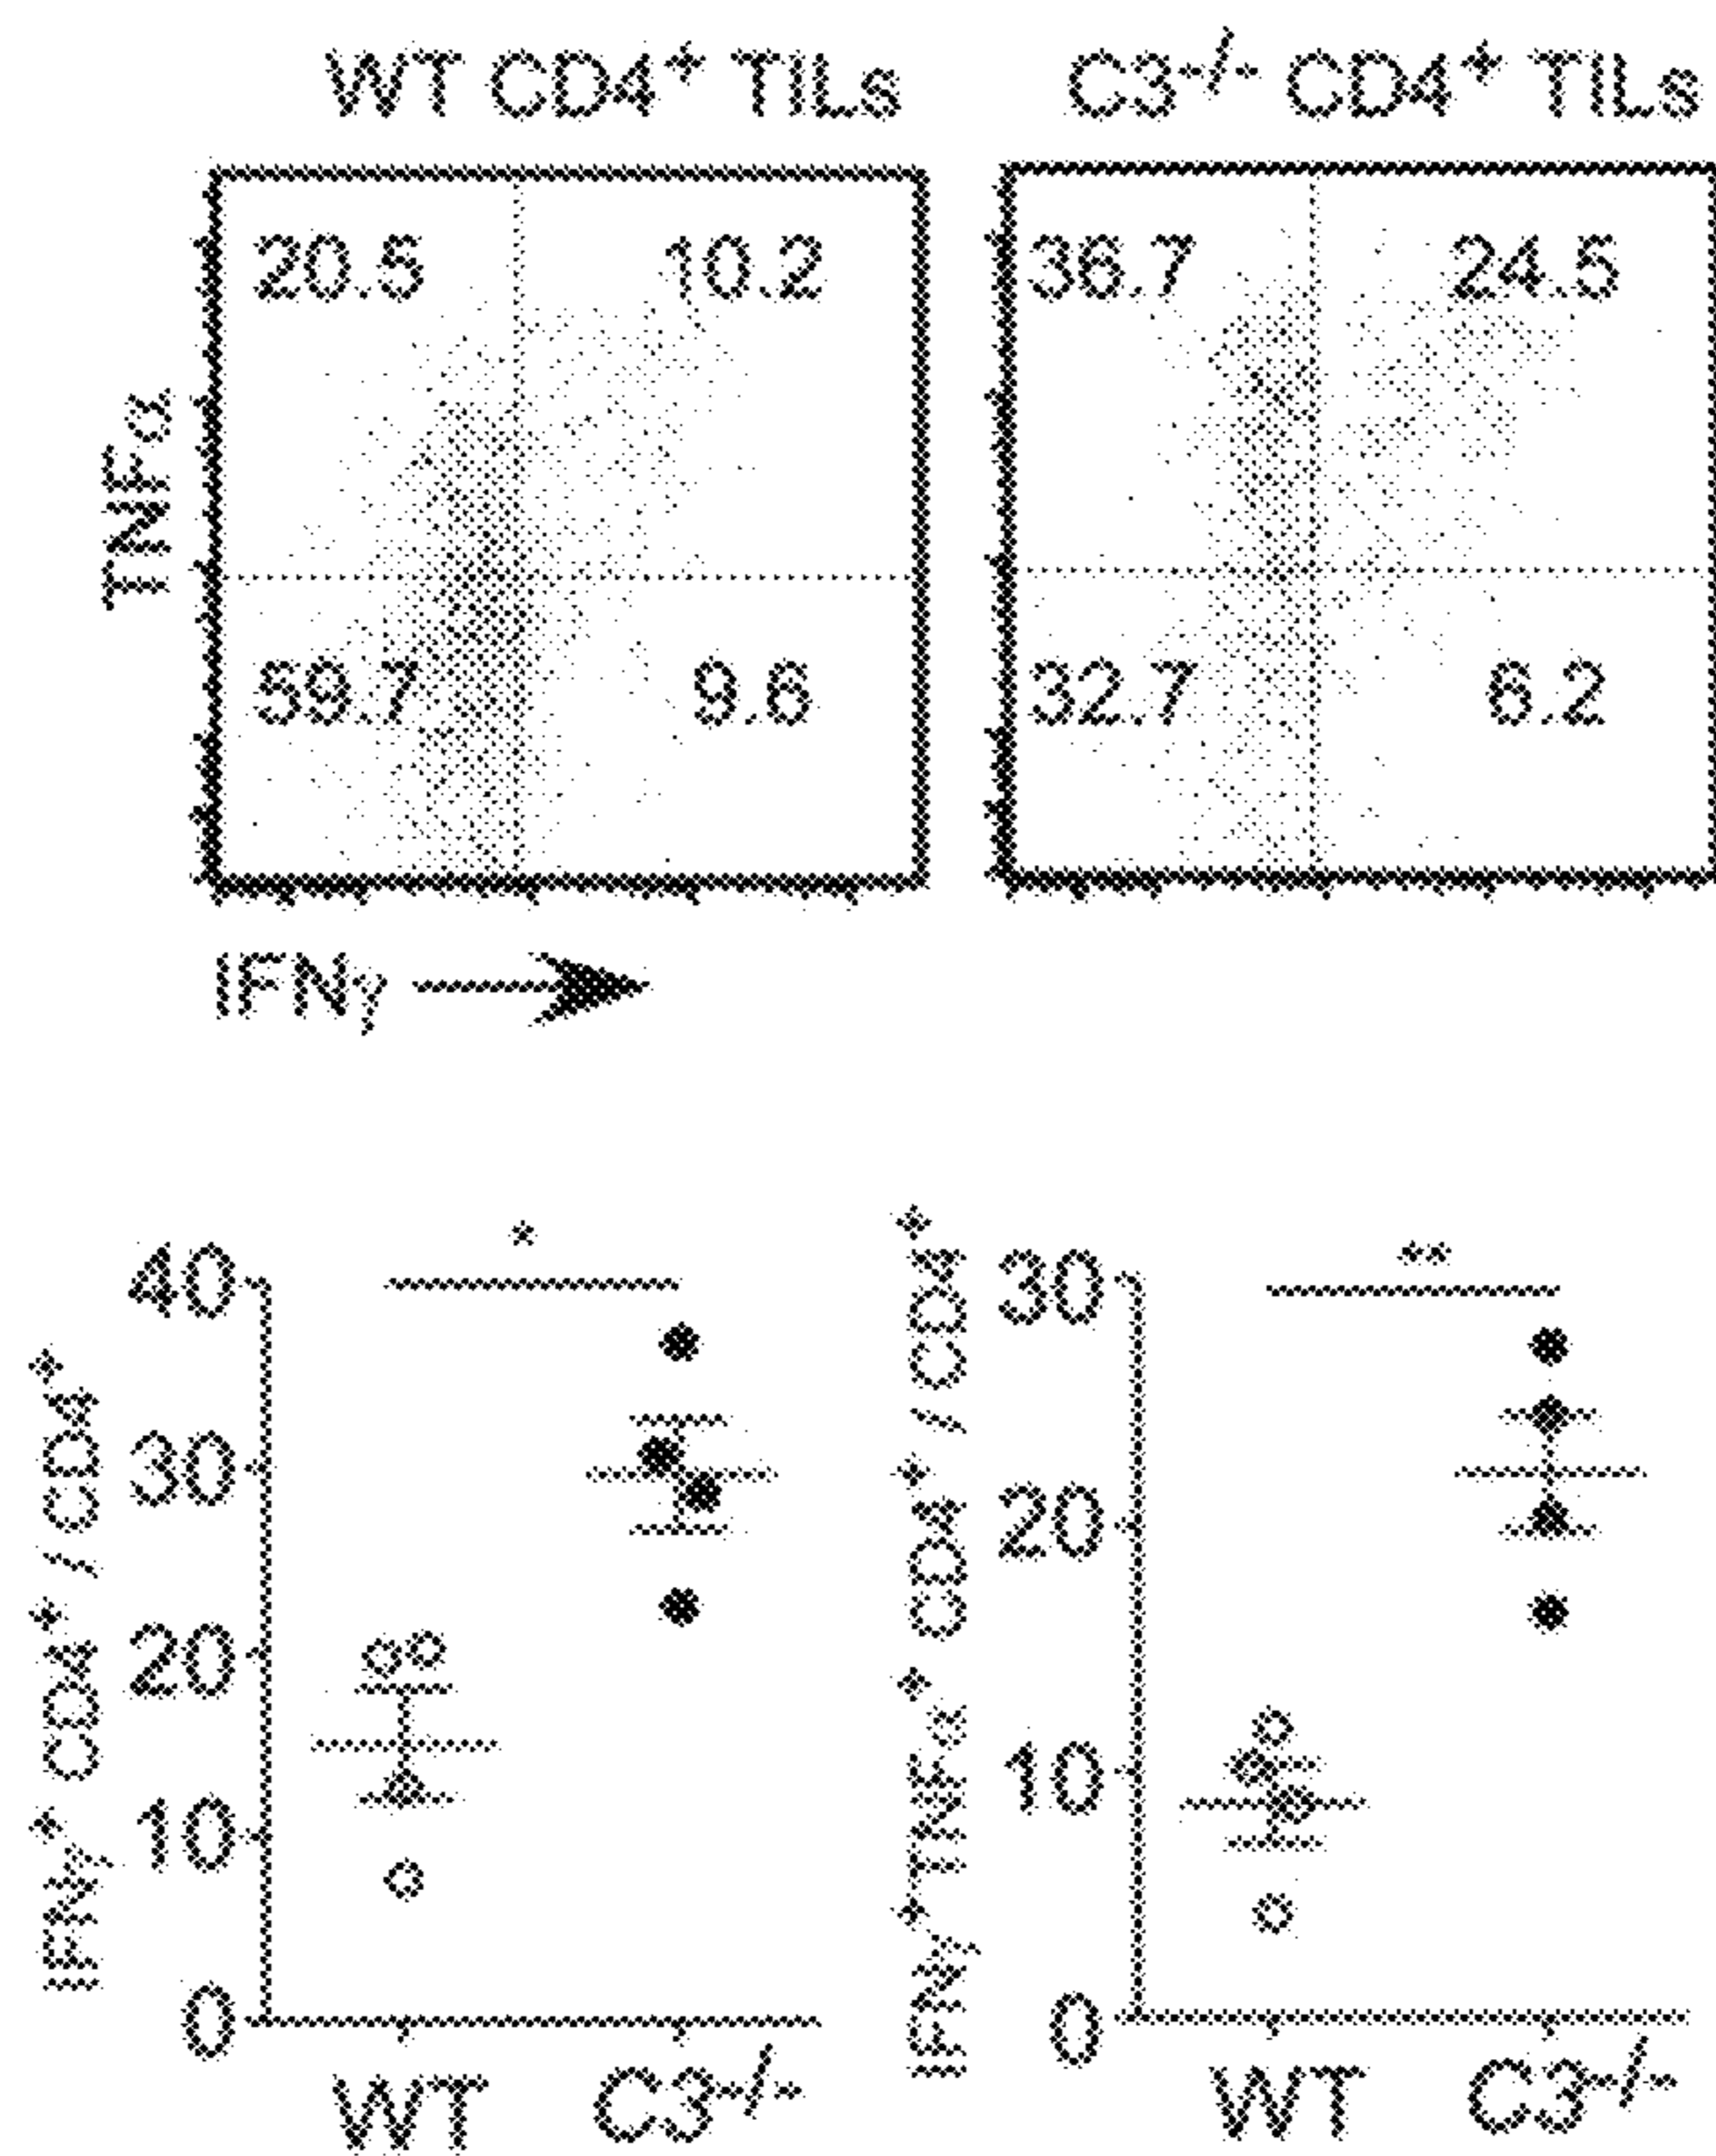 WT CD4⁺ TILs
C3⁻/⁻ CD4⁺ TILs
20.5
10.2
59.7
9.6
36.7
24.5
32.7
6.2
TNFα
IFNγ
IFNγ⁺ CD4⁺ / CD4⁺
*
40
30
20
10
0
WT
C3⁻/⁻
IFNγ⁺ TNFα⁺ CD4⁺ / CD4⁺
**
30
20
10
0
WT
C3⁻/⁻